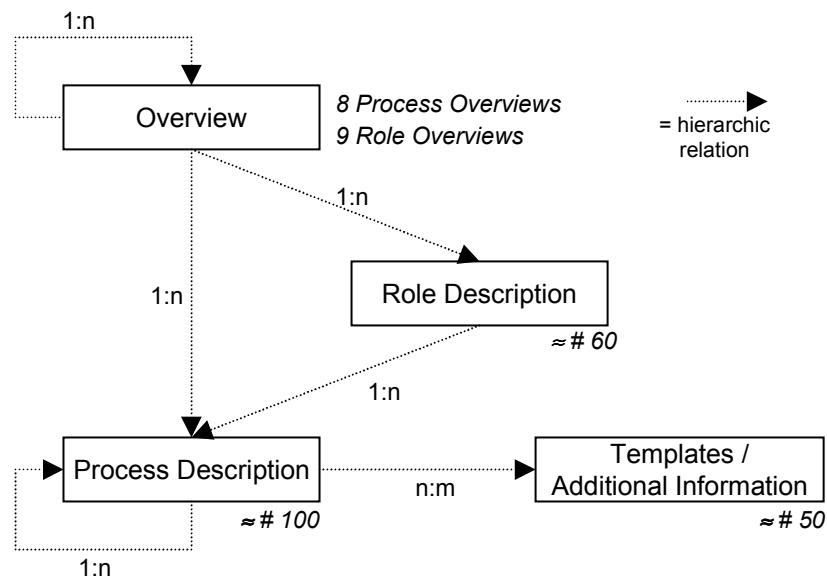 1:n
Overview
8 Process Overviews
9 Role Overviews
= hierarchic
relation
1:n
1:n
Role Description
≈ # 60
1:n
Process Description
≈ # 100
n:m
Templates /
Additional Information
≈ # 50
1:n